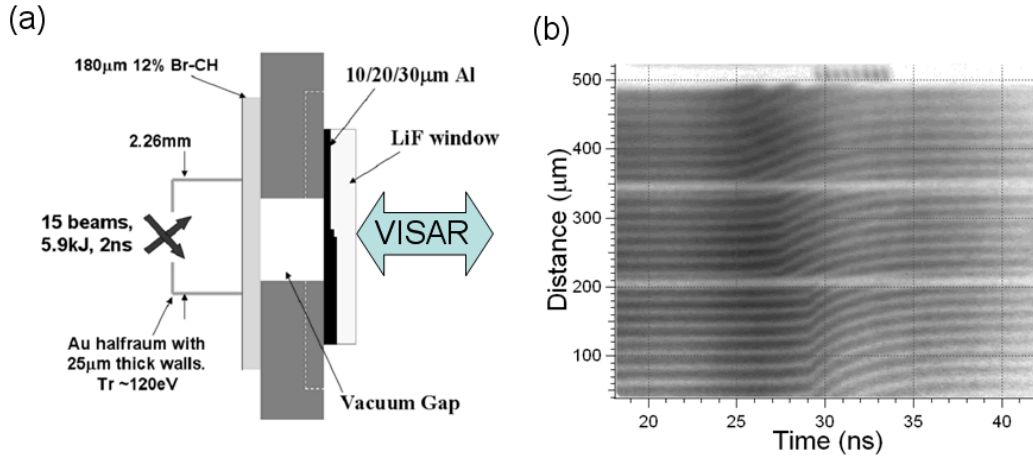 (a)
180μm 12% Br-CH
10/20/30μm Al
LiF window
2.26mm
15 beams,
5.9kJ, 2ns
VISAR
Au halfraum with
25μm thick walls.
Tr ~120eV
Vacuum Gap
(b)
500
400
300
200
100
Distance (μm)
20
25
30
35
40
Time (ns)